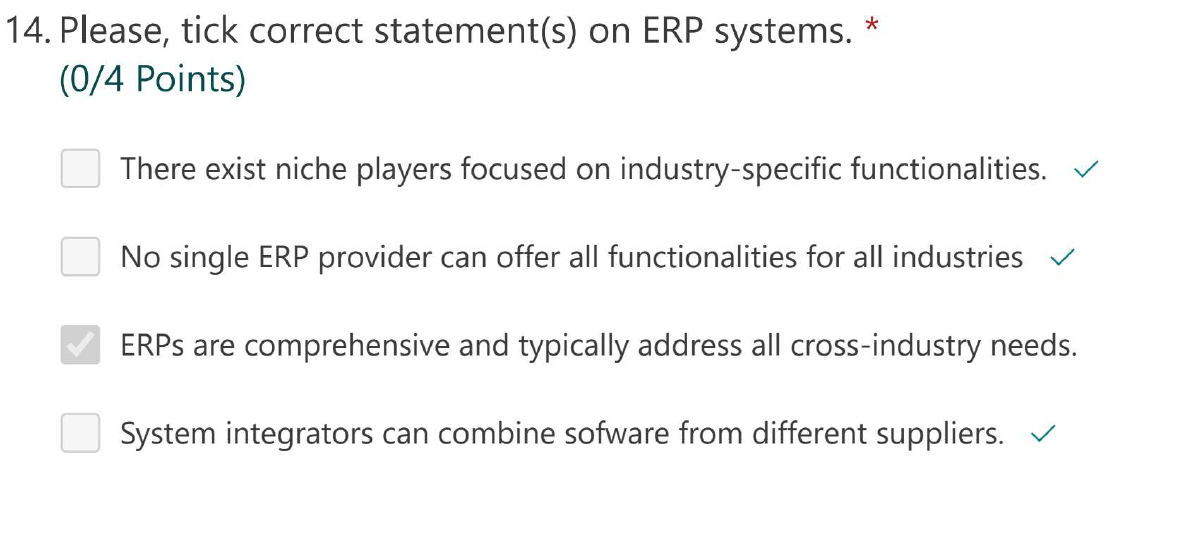 14. Please, tick correct statement(s) on ERP systems. *
(0/4 Points)
There exist niche players focused on industry-specific functionalities.
No single ERP provider can offer all functionalities for all industries
ERPs are comprehensive and typically address all cross-industry needs.
System integrators can combine sofware from different suppliers.